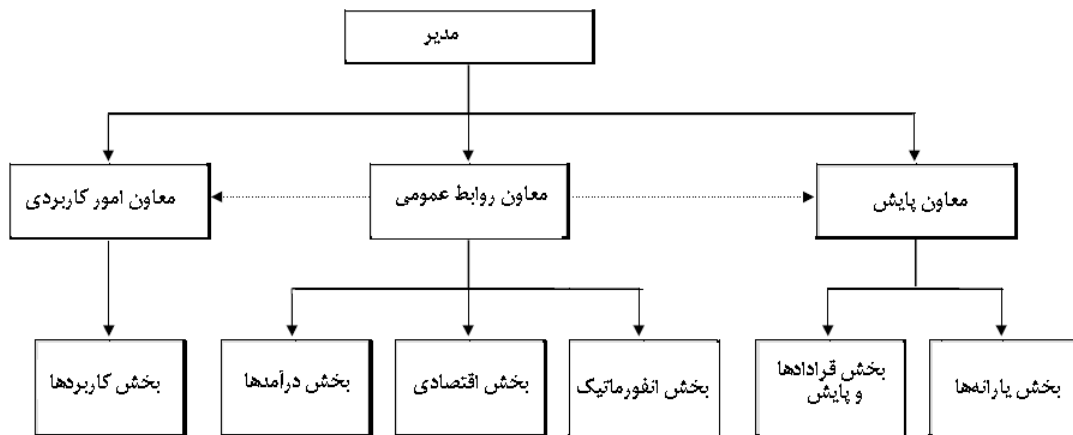 مدیر
معاون پایش
معاون روابط عمومی
معاون امور کاربردی
بخش یارانه‌ها
بخش قرادادها
و پایش
بخش انفورماتیک
بخش اقتصادی
بخش درآمدها
بخش کاربردها